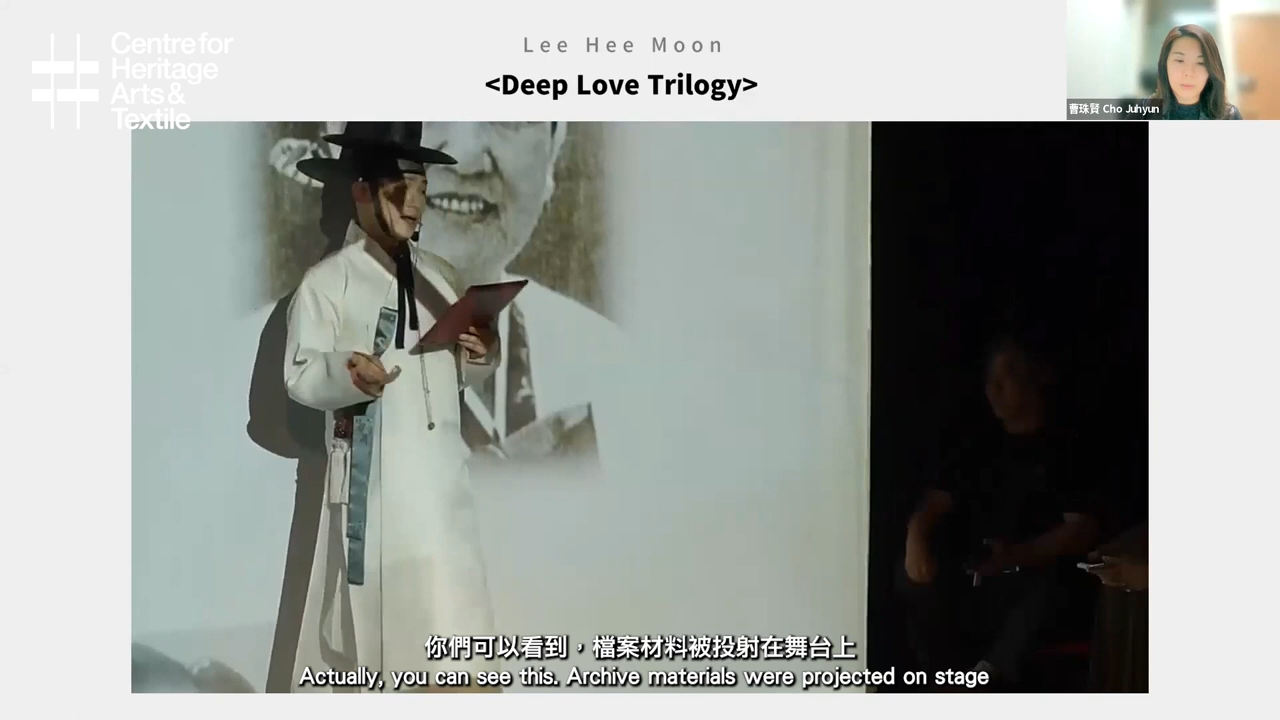 Centre for
Heritage
Arts &
Textile
Lee Hee Moon
<Deep Love Trilogy>
曹珠賢 Cho Juhyun
你們可以看到，檔案材料被投射在舞台上
Actually, you can see this. Archive materials were projected on stage